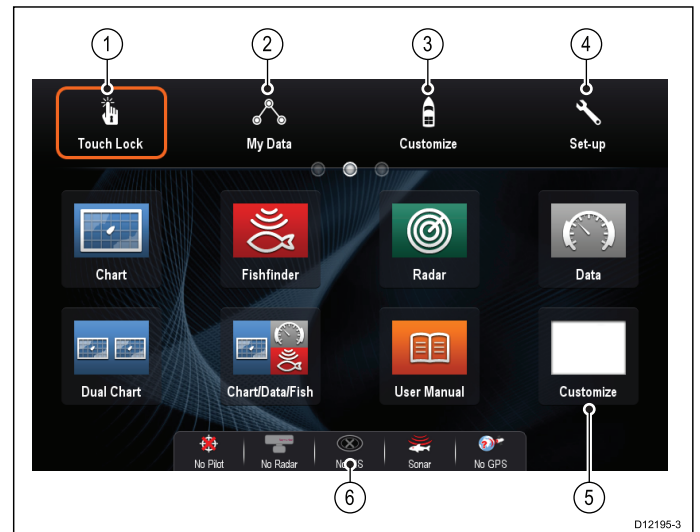 1 2 3 4
Touch Lock My Data Customize Set-up
Chart Fishfinder Radar Data
Dual Chart Chart/Data/Fish User Manual Customize
No Pilot No Radar Sonar No GPS
6 5
D12195-3